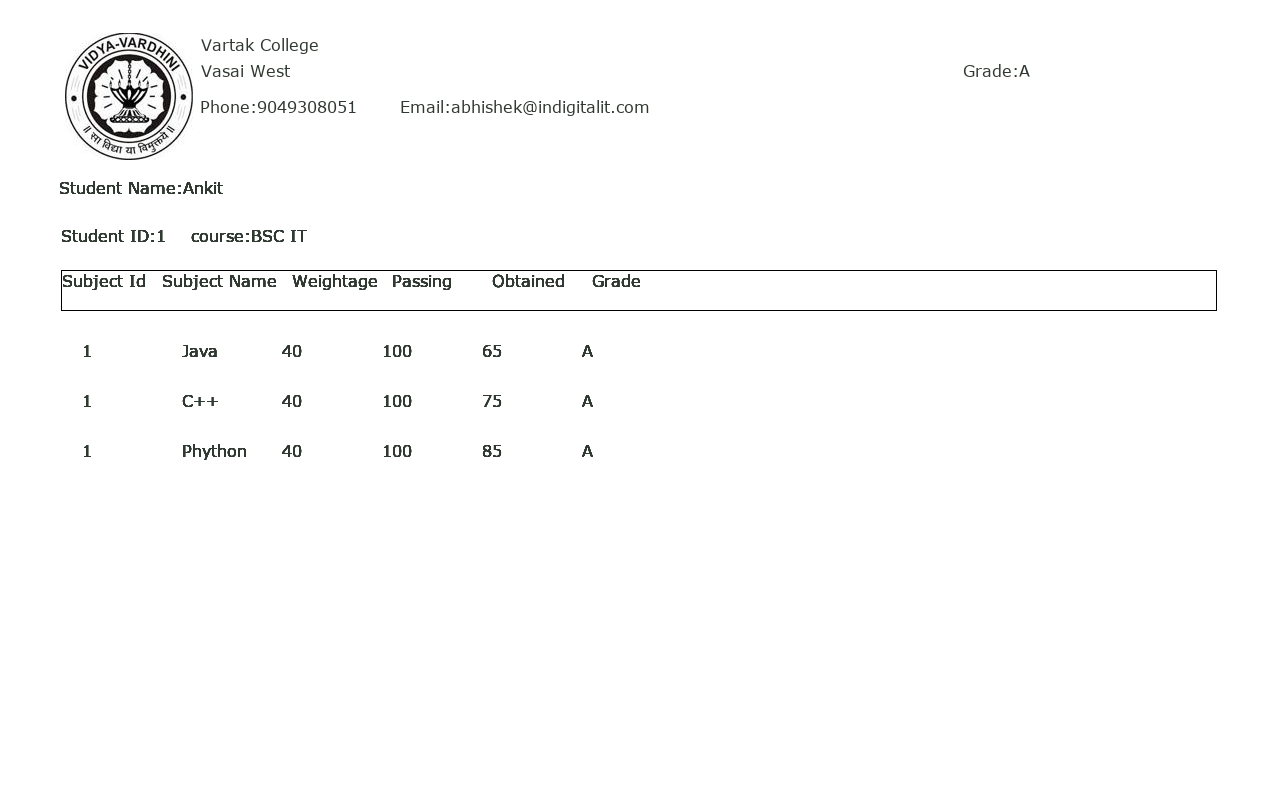 VIDYA-VARDHINI
॥ सा विद्या या विमुक्तये ॥
Vartak College
Vasai West Grade:A
Phone:9049308051 Email:abhishek@indigitalit.com
Student Name:Ankit
Student ID:1 course:BSC IT
Subject Id Subject Name Weightage Passing Obtained Grade
1 Java 40 100 65 A
1 C++ 40 100 75 A
1 Phython 40 100 85 A